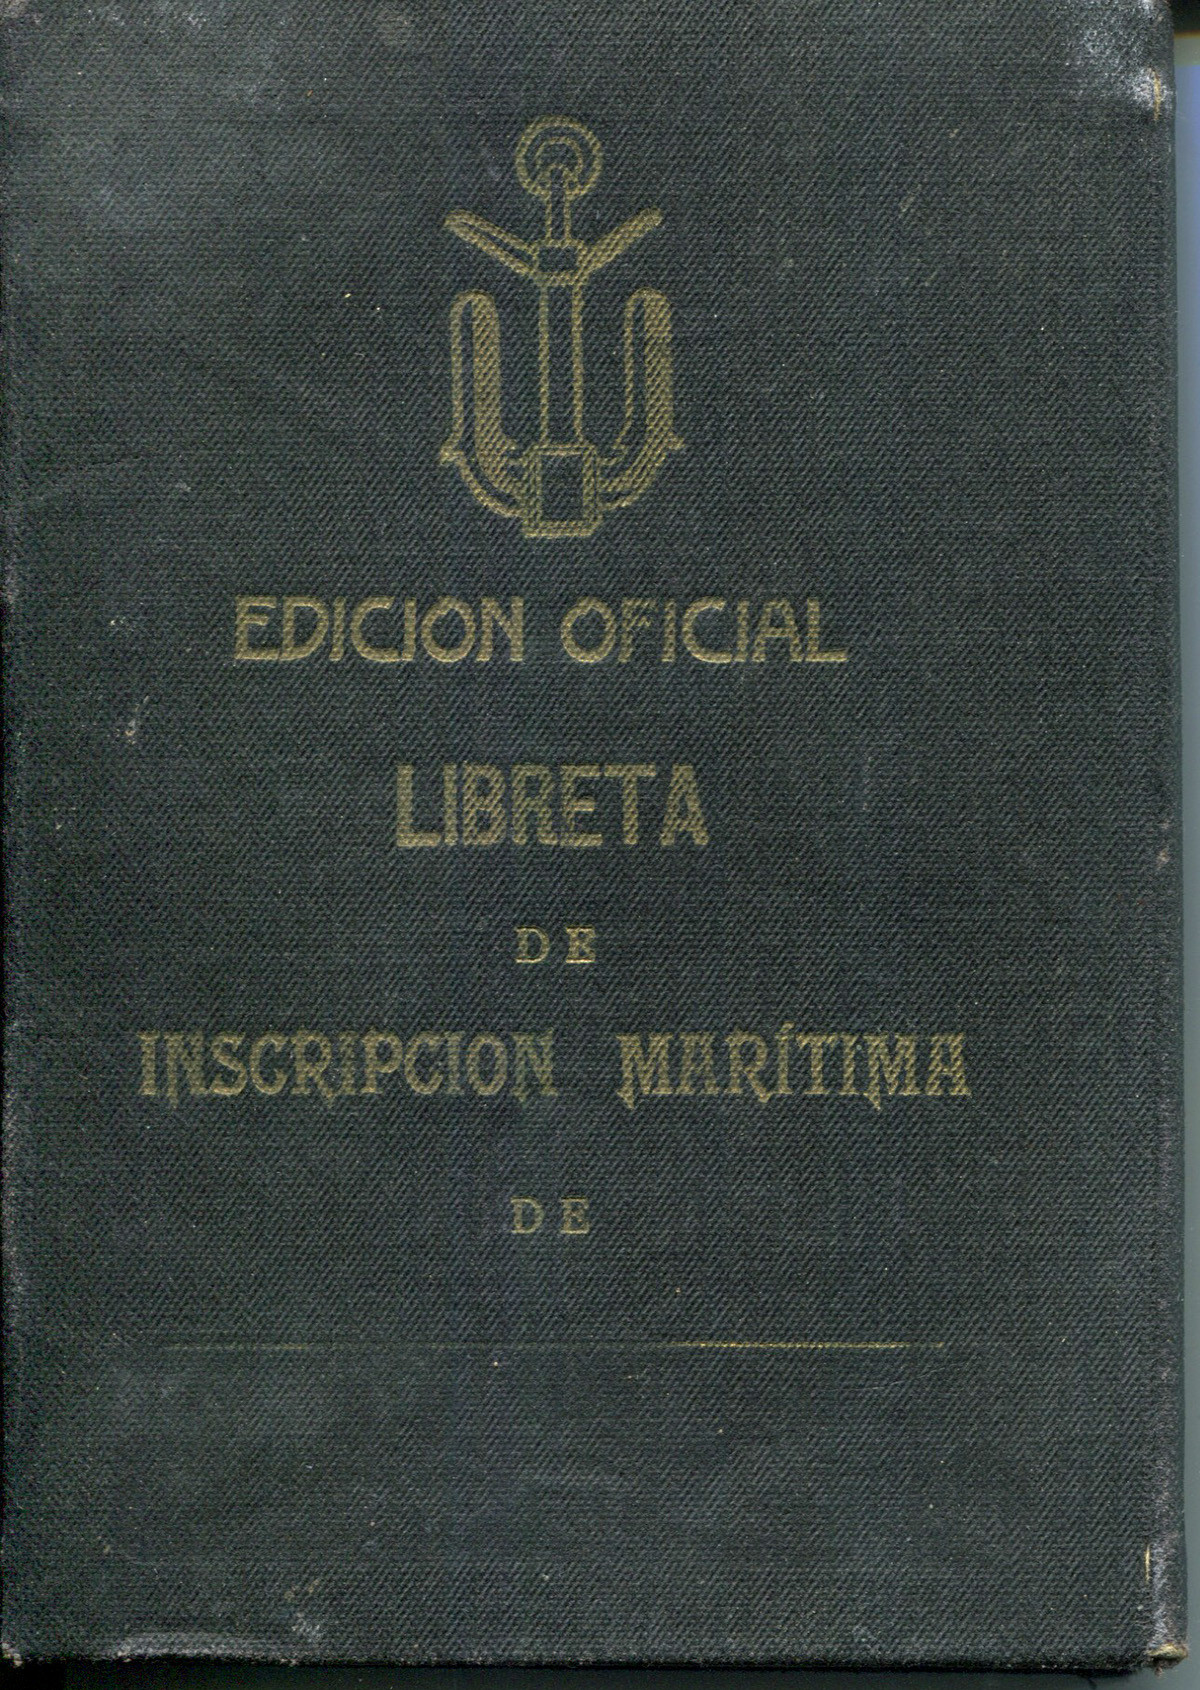 EDICION OFICIAL
LIBRETA
DE
INSCRIPCION MARÍTIMA
DE